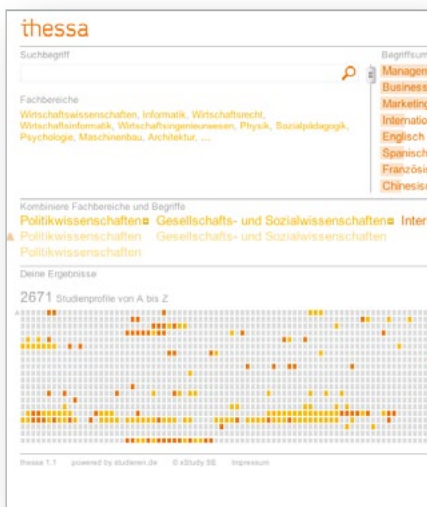 thessa
Suchbegriff
Begriffsum
Managem
Business
Marketing
Internatio
Englisch
Spanisch
Französi
Chinesisc
Fachbereiche
Wirtschaftswissenschaften, Informatik, Wirtschaftsrecht,
Wirtschaftsinformatik, Wirtschaftsingenieurwesen, Physik, Sozialpädagogik,
Psychologie, Maschinenbau, Architektur, ...
Kombiniere Fachbereiche und Begriffe
Politikwissenschaften Gesellschafts- und Sozialwissenschaften Inter
Politikwissenschaften Gesellschafts- und Sozialwissenschaften
Politikwissenschaften
Deine Ergebnisse
2671 Studienprofile von A bis Z
A
thessa 1.1 powered by studieren.de © xStudy SE Impressum